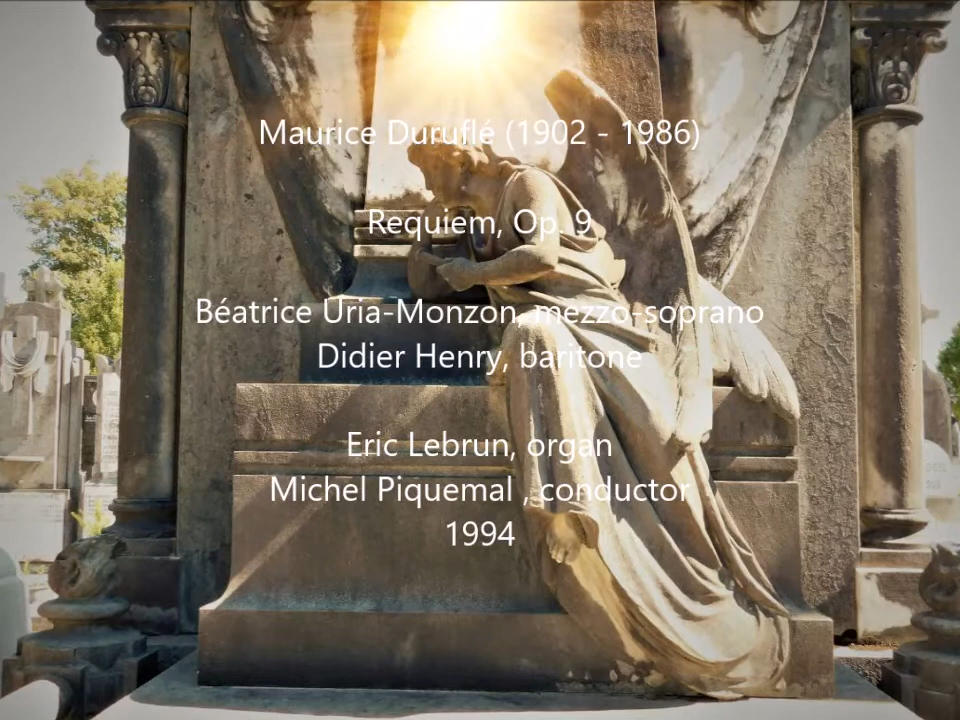 Maurice Duruflé (1902 - 1986)
Requiem, Op. 9
Béatrice Uria-Monzon, mezzo-soprano
Didier Henry, baritone
Eric Lebrun, organ
Michel Piquemal , conductor
1994